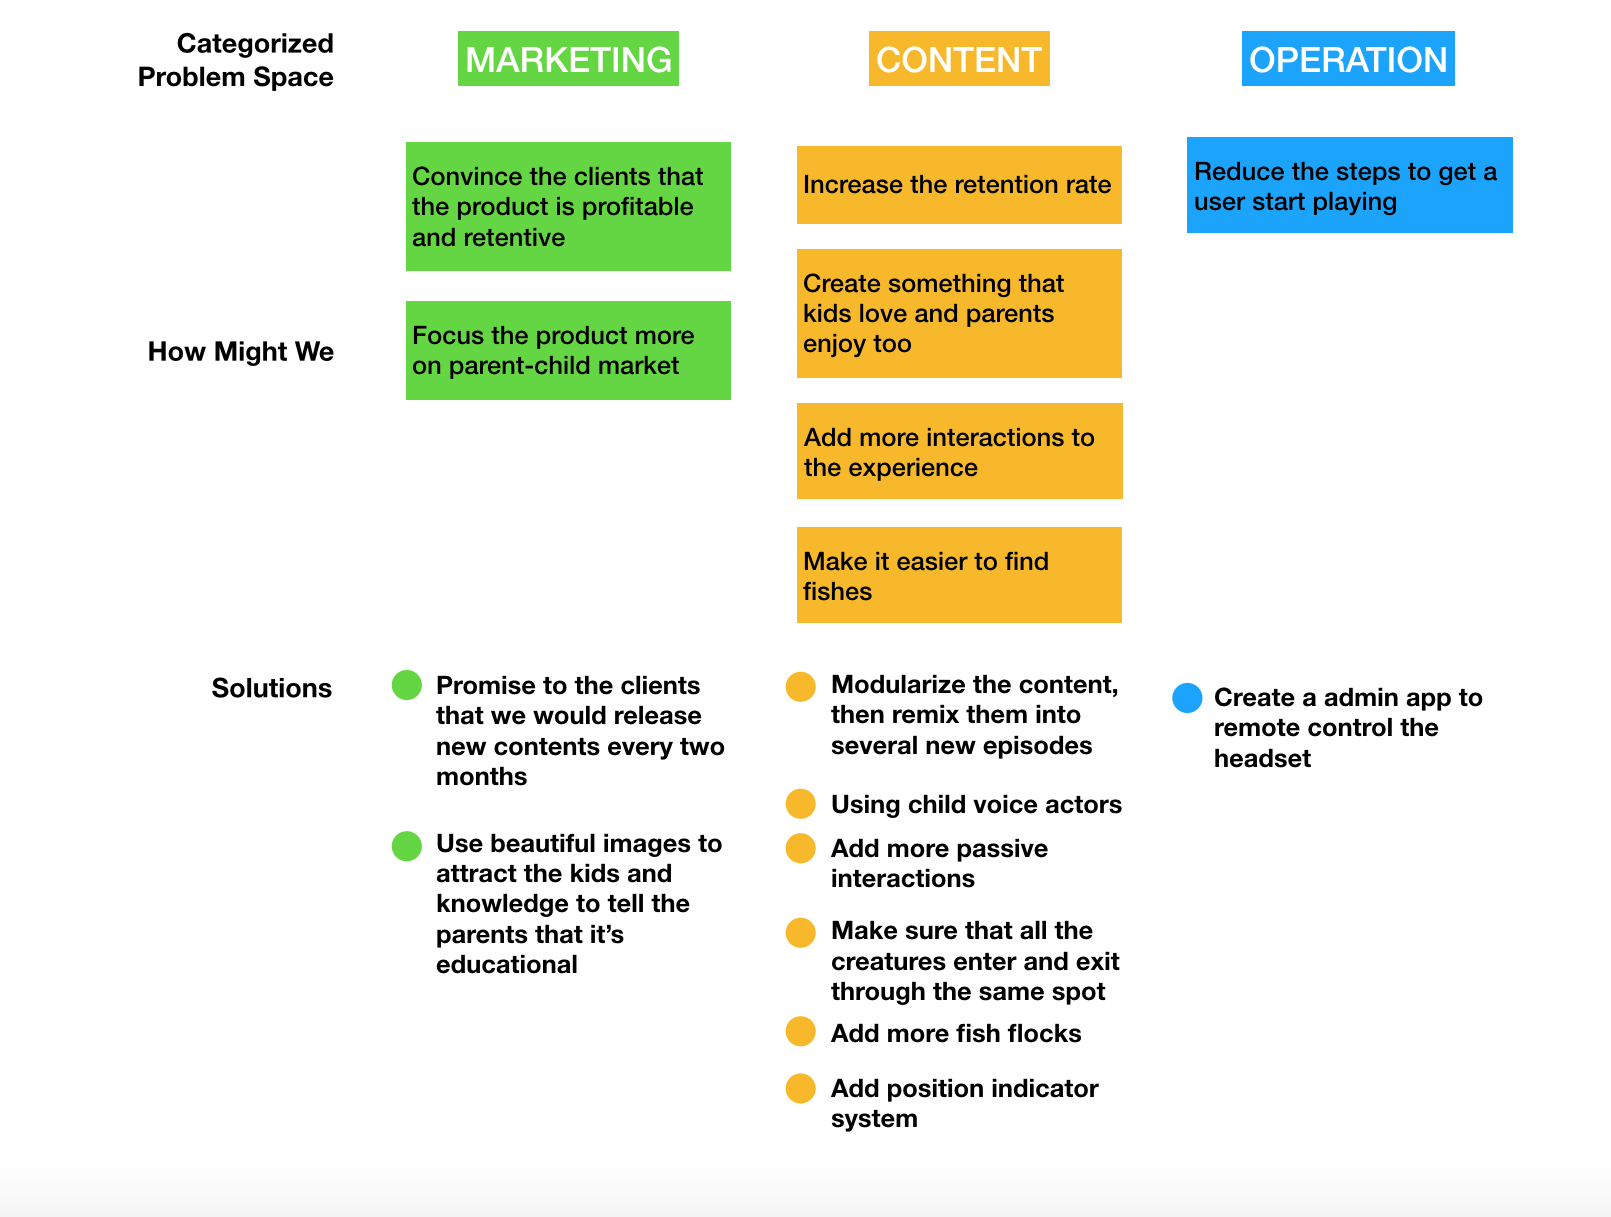 Categorized
Problem Space
MARKETING
CONTENT
OPERATION
How Might We
Convince the clients that
the product is profitable
and retentive
Focus the product more
on parent-child market
Increase the retention rate
Create something that
kids love and parents
enjoy too
Add more interactions to
the experience
Make it easier to find
fishes
Reduce the steps to get a
user start playing
Solutions
Promise to the clients
that we would release
new contents every two
months
Use beautiful images to
attract the kids and
knowledge to tell the
parents that it’s
educational
Modularize the content,
then remix them into
several new episodes
Using child voice actors
Add more passive
interactions
Make sure that all the
creatures enter and exit
through the same spot
Add more fish flocks
Add position indicator
system
Create a admin app to
remote control the
headset